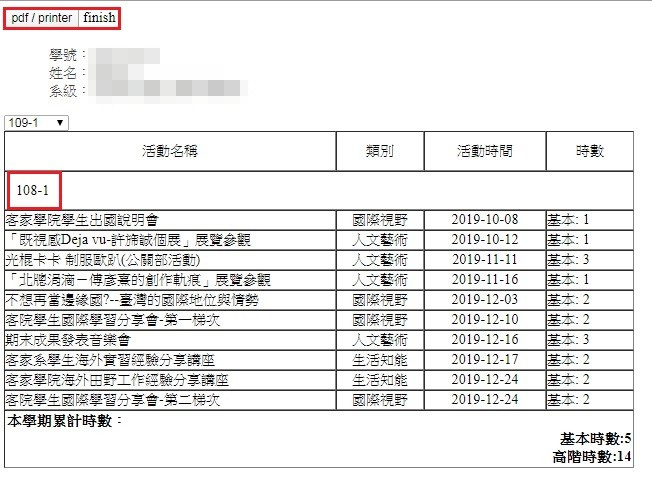 pdf / printer finish
學號：
姓名：
系級：
109-1
活動名稱 類別 活動時間 時數
108-1
客家學院學生出國說明會 國際視野 2019-10-08 基本: 1
「既視感Deja vu-許旆誠個展」展覽參觀 人文藝術 2019-10-12 基本: 1
光棍卡卡 制服歐趴(公關部活動) 人文藝術 2019-11-11 基本: 3
「北窗涓滴－傅彥熹的創作軌痕」展覽參觀 人文藝術 2019-11-16 基本: 1
不想再當邊緣國?--臺灣的國際地位與情勢 國際視野 2019-12-03 基本: 2
客院學生國際學習分享會-第一梯次 國際視野 2019-12-10 基本: 2
期末成果發表音樂會 人文藝術 2019-12-16 基本: 3
客家系學生海外實習經驗分享講座 生活知能 2019-12-17 基本: 2
客家學院海外田野工作經驗分享講座 生活知能 2019-12-24 基本: 2
客院學生國際學習分享會-第二梯次 國際視野 2019-12-24 基本: 2
本學期累計時數：
基本時數:5
高階時數:14